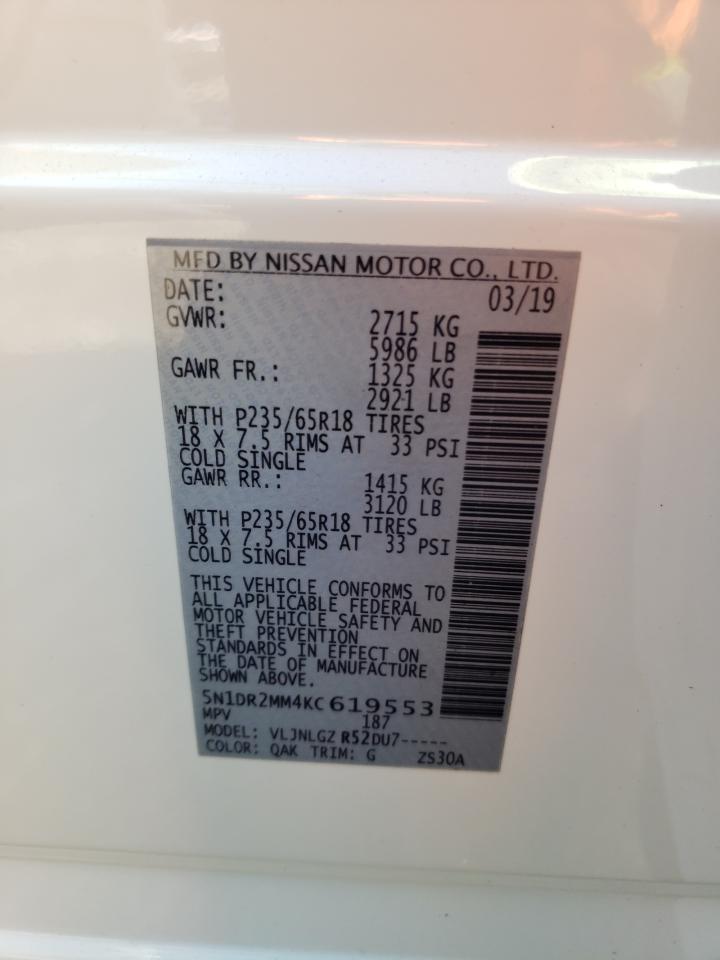 MFD BY NISSAN MOTOR CO., LTD.
DATE: 03/19
GVWR: 2715 KG
5986 LB
GAWR FR.: 1325 KG
2921 LB
WITH P235/65R18 TIRES
18 X 7.5 RIMS AT 33 PSI
COLD SINGLE
GAWR RR.: 1415 KG
3120 LB
WITH P235/65R18 TIRES
18 X 7.5 RIMS AT 33 PSI
COLD SINGLE
THIS VEHICLE CONFORMS TO
ALL APPLICABLE FEDERAL
MOTOR VEHICLE SAFETY AND
THEFT PREVENTION
STANDARDS IN EFFECT ON
THE DATE OF MANUFACTURE
SHOWN ABOVE.
5N1DR2MM4KC619553
MPV 187
MODEL: VLJNLGZ R52DU7-----
COLOR: QAK TRIM: G ZS30A